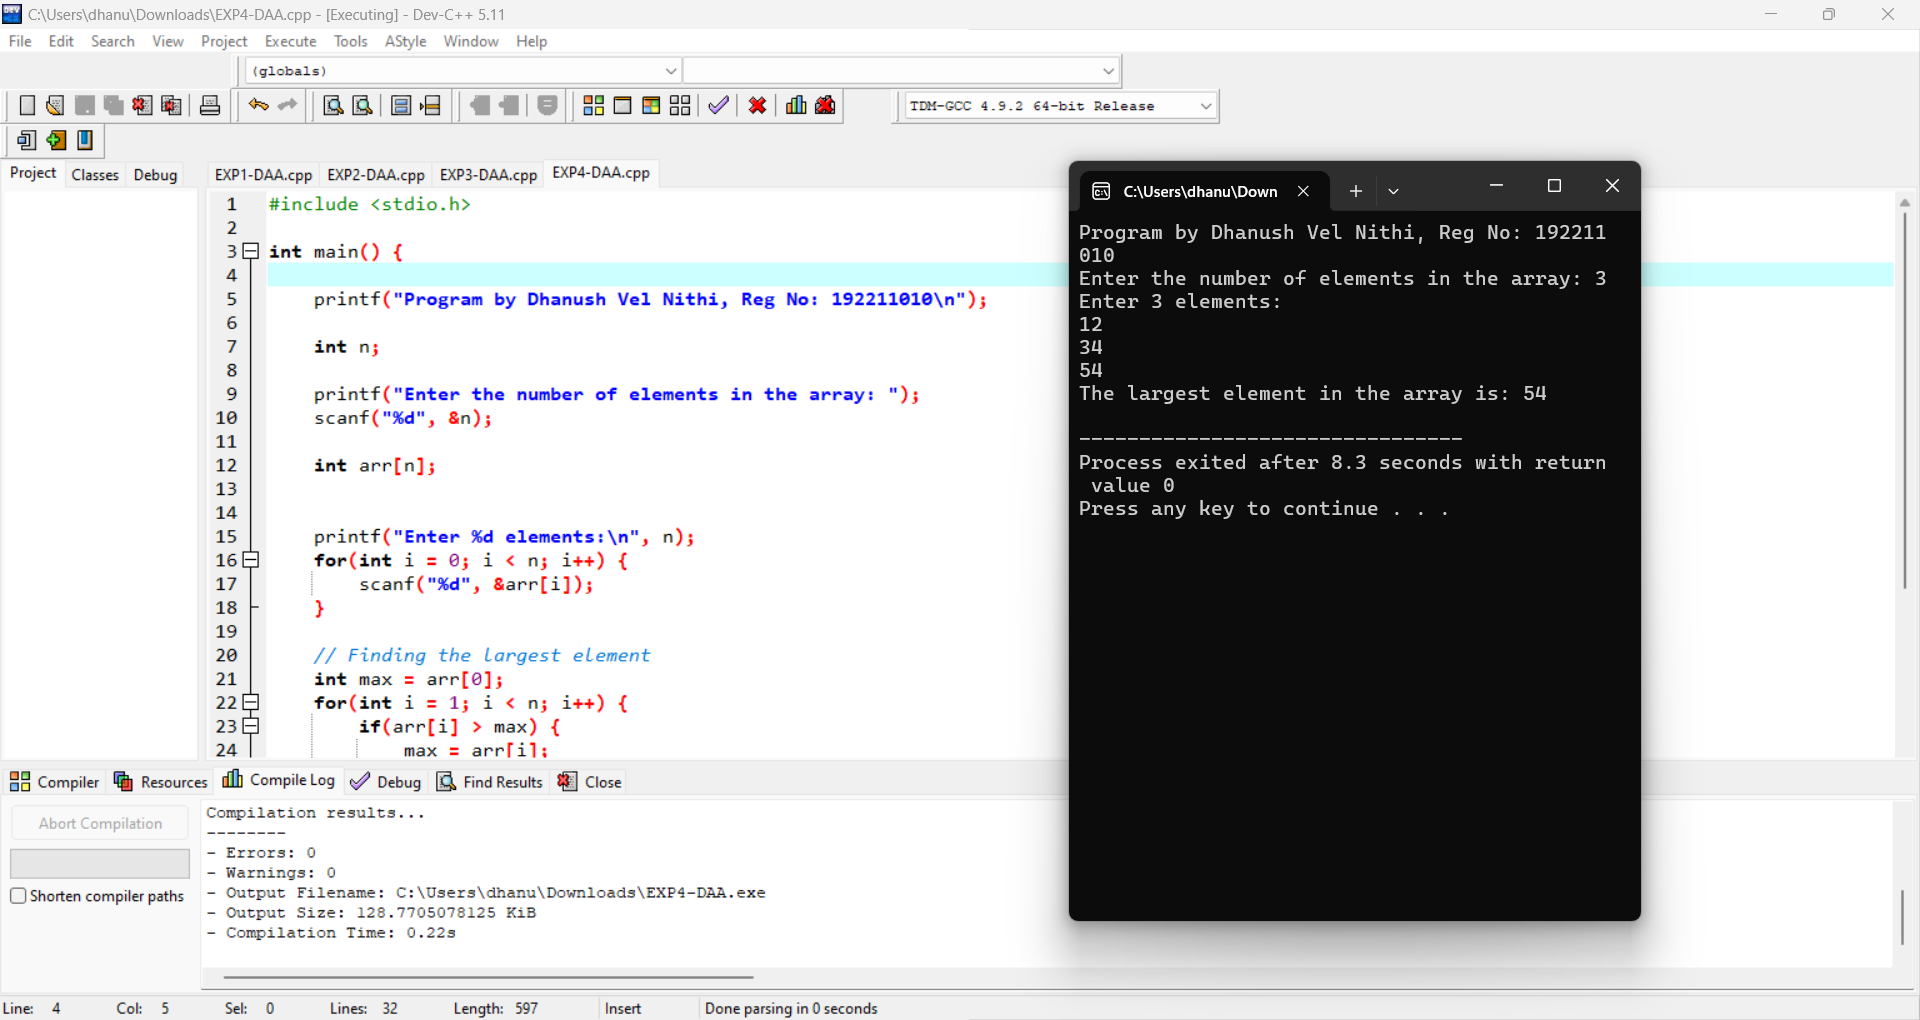 C:\Users\dhanu\Downloads\EXP4-DAA.cpp - [Executing] - Dev-C++ 5.11
File Edit Search View Project Execute Tools AStyle Window Help
(globals)
TDM-GCC 4.9.2 64-bit Release
Project Classes Debug
EXP1-DAA.cpp EXP2-DAA.cpp EXP3-DAA.cpp EXP4-DAA.cpp
1 #include <stdio.h>
2
3 int main() {
4
5 printf("Program by Dhanush Vel Nithi, Reg No: 192211010\n");
6
7 int n;
8
9 printf("Enter the number of elements in the array: ");
10 scanf("%d", &n);
11
12 int arr[n];
13
14
15 printf("Enter %d elements:\n", n);
16 for(int i = 0; i < n; i++) {
17 scanf("%d", &arr[i]);
18 }
19
20 // Finding the largest element
21 int max = arr[0];
22 for(int i = 1; i < n; i++) {
23 if(arr[i] > max) {
24 max = arr[i];
C:\Users\dhanu\Down
Program by Dhanush Vel Nithi, Reg No: 192211
010
Enter the number of elements in the array: 3
Enter 3 elements:
12
34
54
The largest element in the array is: 54
--------------------------------
Process exited after 8.3 seconds with return
value 0
Press any key to continue . . .
Compiler Resources Compile Log Debug Find Results Close
Abort Compilation
Shorten compiler paths
Compilation results...
--------
- Errors: 0
- Warnings: 0
- Output Filename: C:\Users\dhanu\Downloads\EXP4-DAA.exe
- Output Size: 128.7705078125 KiB
- Compilation Time: 0.22s
Line: 4 Col: 5 Sel: 0 Lines: 32 Length: 597 Insert Done parsing in 0 seconds